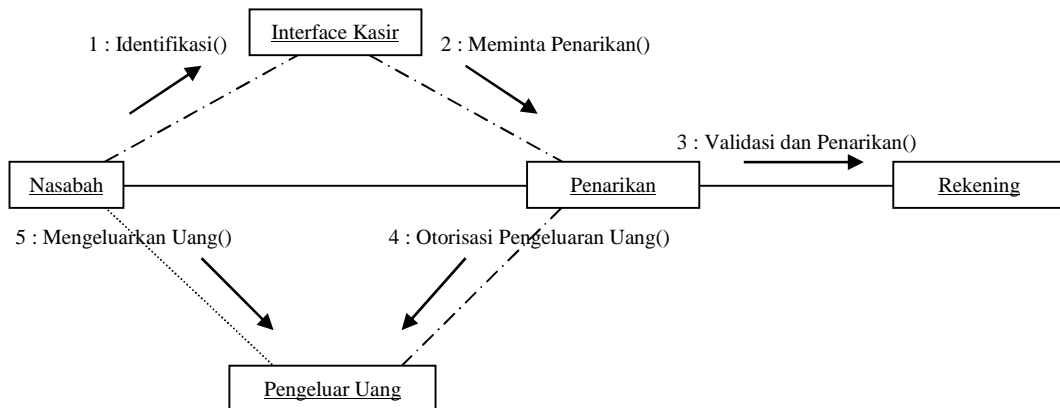 Interface Kasir
1 : Identifikasi()
2 : Meminta Penarikan()
3 : Validasi dan Penarikan()
Nasabah
Penarikan
Rekening
5 : Mengeluarkan Uang()
4 : Otorisasi Pengeluaran Uang()
Pengeluar Uang